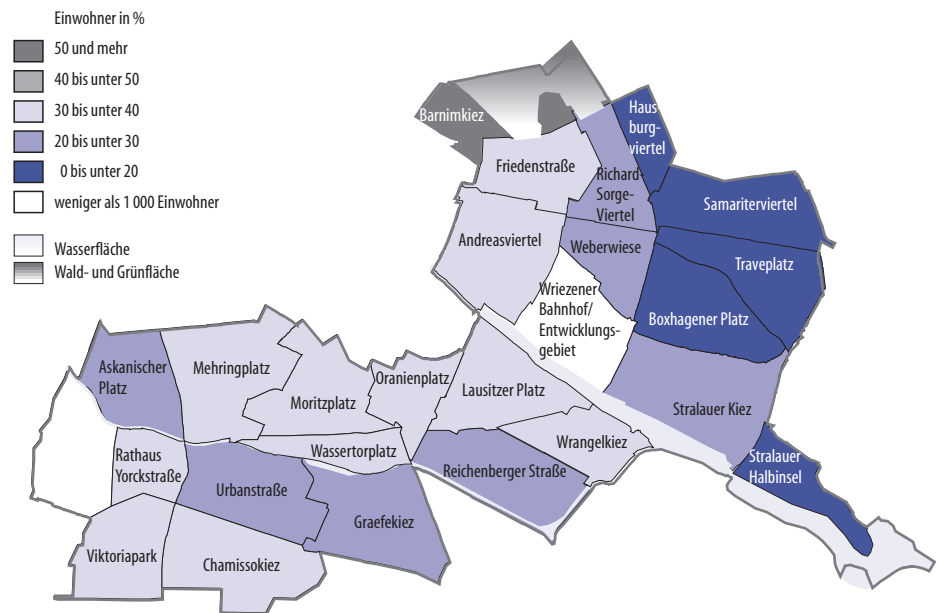 Einwohner in %
50 und mehr
40 bis unter 50
30 bis unter 40
20 bis unter 30
0 bis unter 20
weniger als 1 000 Einwohner
Wasserfläche
Wald- und Grünfläche
Barnimkiez
Haus
burg-
viertel
Friedenstraße
Richard-
Sorge-
Viertel
Samariterviertel
Andreasviertel
Weberwiese
Traveplatz
Wriezener
Bahnhof/
Entwicklungs-
gebiet
Boxhagener Platz
Askanischer
Platz
Mehringplatz
Moritzplatz
Oranienplatz
Lausitzer Platz
Stralauer Kiez
Rathaus
Yorckstraße
Wassertorplatz
Wrangelkiez
Stralauer
Halbinsel
Urbanstraße
Reichenberger Straße
Graefekiez
Viktoriapark
Chamissokiez